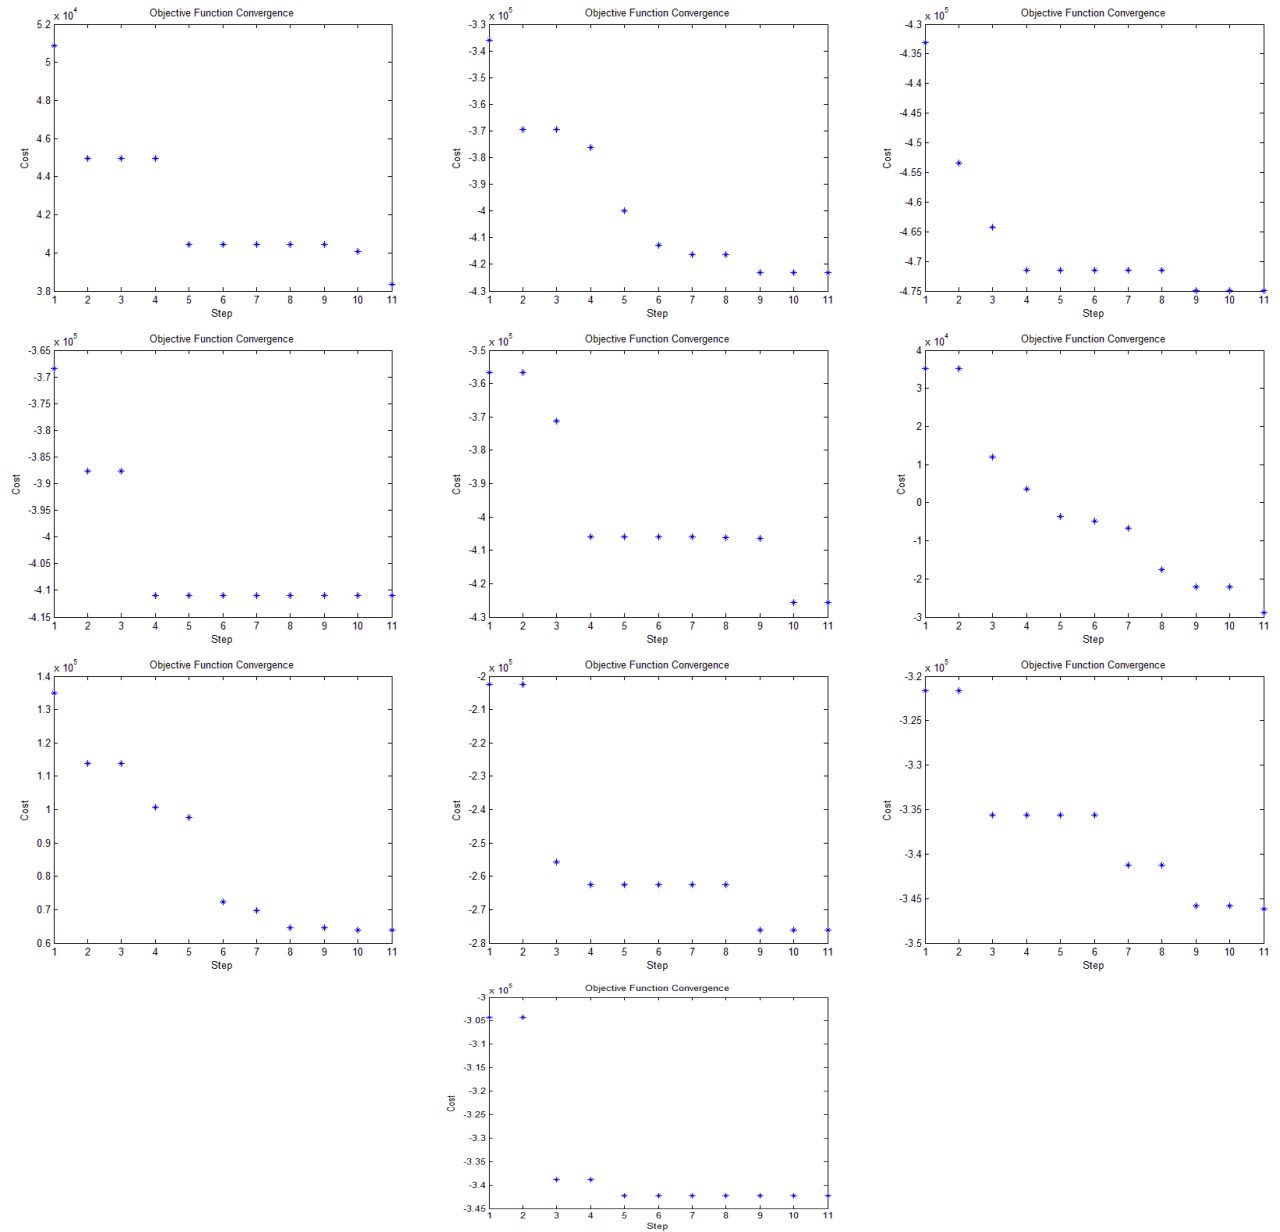 Objective Function Convergence
x 10^4
5.2
5
4.8
4.6
4.4
4.2
4
3.8
Cost
1 2 3 4 5 6 7 8 9 10 11
Step
Objective Function Convergence
x 10^5
-3.3
-3.4
-3.5
-3.6
-3.7
-3.8
-3.9
-4
-4.1
-4.2
-4.3
Cost
1 2 3 4 5 6 7 8 9 10 11
Step
Objective Function Convergence
x 10^5
-4.3
-4.35
-4.4
-4.45
-4.5
-4.55
-4.6
-4.65
-4.7
-4.75
Cost
1 2 3 4 5 6 7 8 9 10 11
Step
Objective Function Convergence
x 10^5
-3.65
-3.7
-3.75
-3.8
-3.85
-3.9
-3.95
-4
-4.05
-4.1
-4.15
Cost
1 2 3 4 5 6 7 8 9 10 11
Step
Objective Function Convergence
x 10^5
-3.5
-3.6
-3.7
-3.8
-3.9
-4
-4.1
-4.2
-4.3
Cost
1 2 3 4 5 6 7 8 9 10 11
Step
Objective Function Convergence
x 10^4
4
3
2
1
0
-1
-2
-3
Cost
1 2 3 4 5 6 7 8 9 10 11
Step
Objective Function Convergence
x 10^5
1.4
1.3
1.2
1.1
1
0.9
0.8
0.7
0.6
Cost
1 2 3 4 5 6 7 8 9 10 11
Step
Objective Function Convergence
x 10^5
-2
-2.1
-2.2
-2.3
-2.4
-2.5
-2.6
-2.7
-2.8
Cost
1 2 3 4 5 6 7 8 9 10 11
Step
Objective Function Convergence
x 10^5
-3.2
-3.25
-3.3
-3.35
-3.4
-3.45
-3.5
Cost
1 2 3 4 5 6 7 8 9 10 11
Step
Objective Function Convergence
x 10^5
-3
-3.05
-3.1
-3.15
-3.2
-3.25
-3.3
-3.35
-3.4
-3.45
Cost
1 2 3 4 5 6 7 8 9 10 11
Step